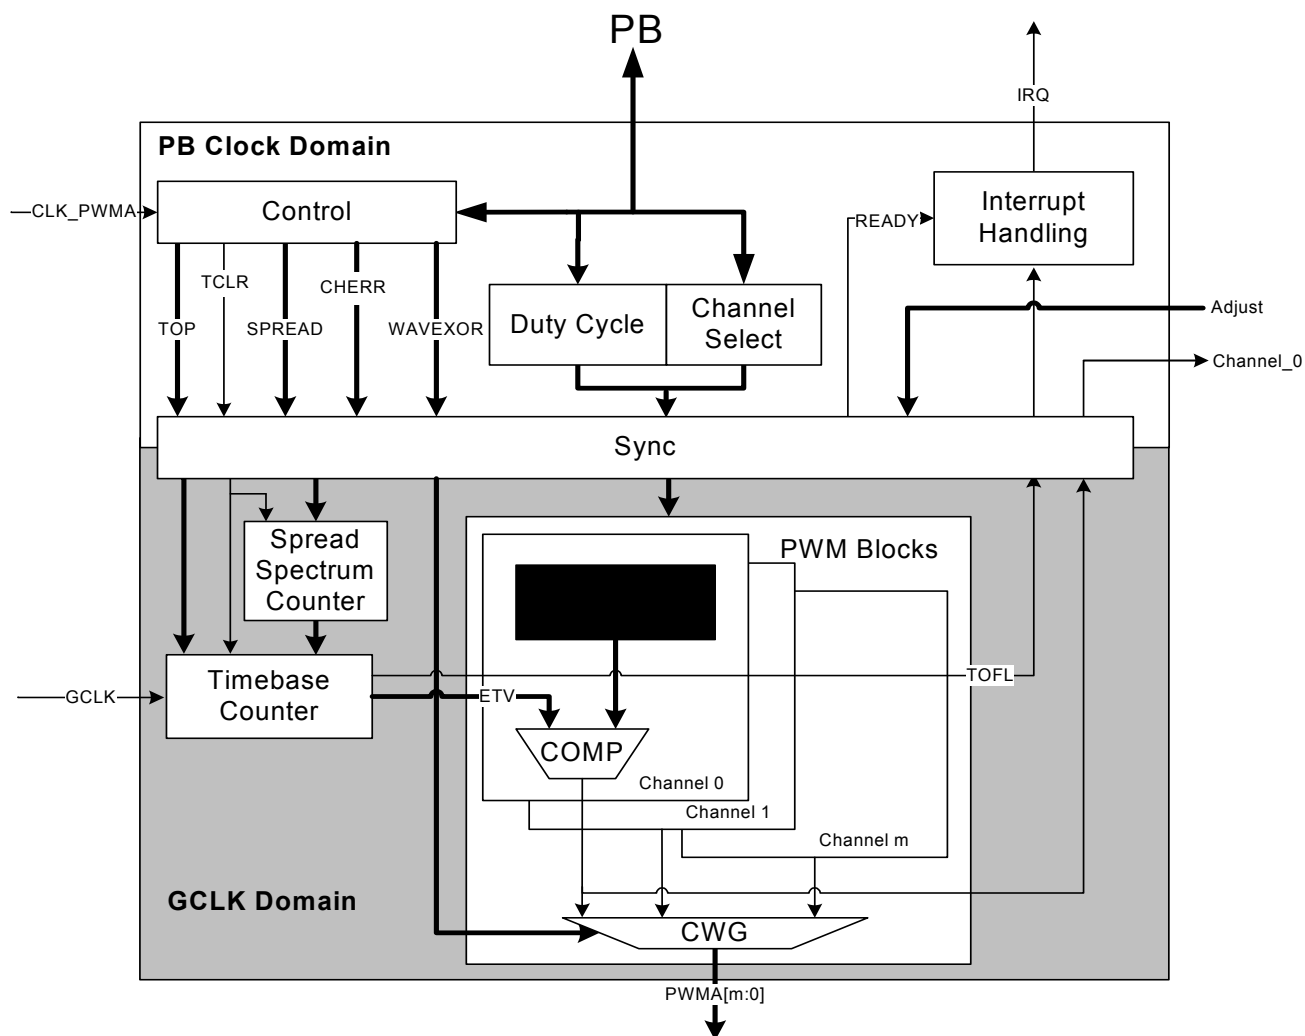 PB
IRQ
PB Clock Domain
CLK_PWMA
Control
Interrupt
Handling
READY
TCLR
CHERR
TOP
SPREAD
WAVEXOR
Duty Cycle
Channel
Select
Adjust
Channel_0
Sync
Spread
Spectrum
Counter
PWM Blocks
Timebase
Counter
TOFL
GCLK
ETV
COMP
Channel 0
Channel 1
Channel m
GCLK Domain
CWG
PWMA[m:0]